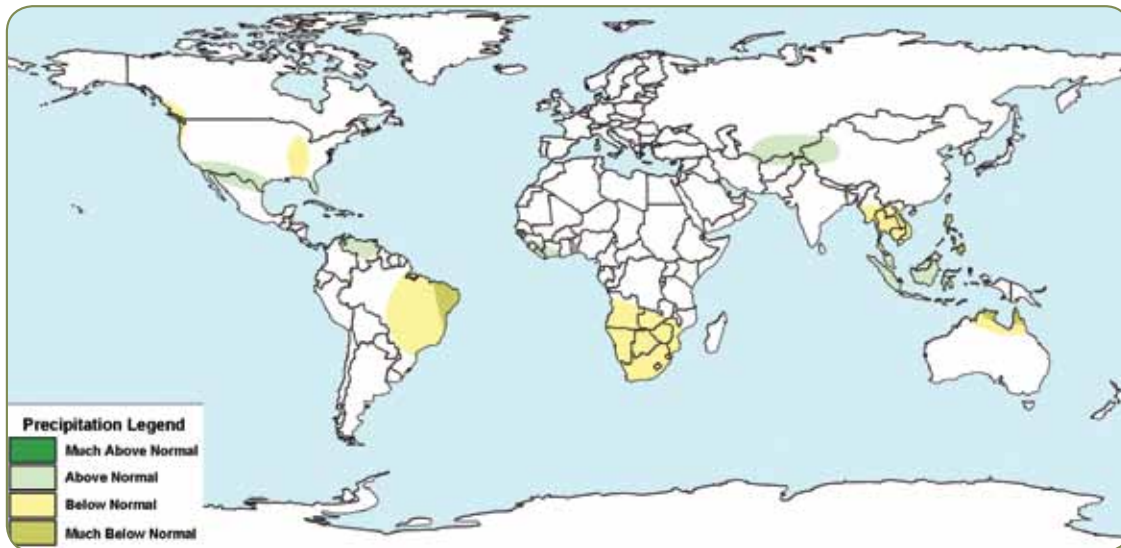 Precipitation Legend
Much Above Normal
Above Normal
Below Normal
Much Below Normal